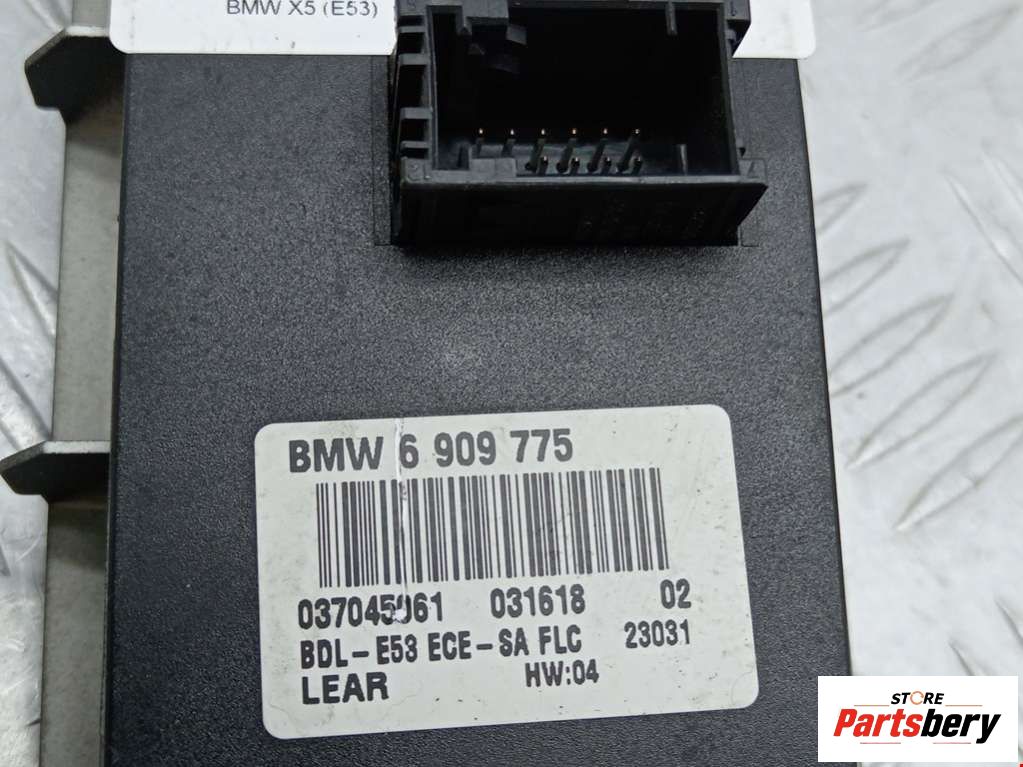 BMW X5 (E53)
BMW 6 909 775
037045961 031618 02
BDL-E53 ECE-SA FLC 23031
LEAR HW:04
STORE
Partsbery